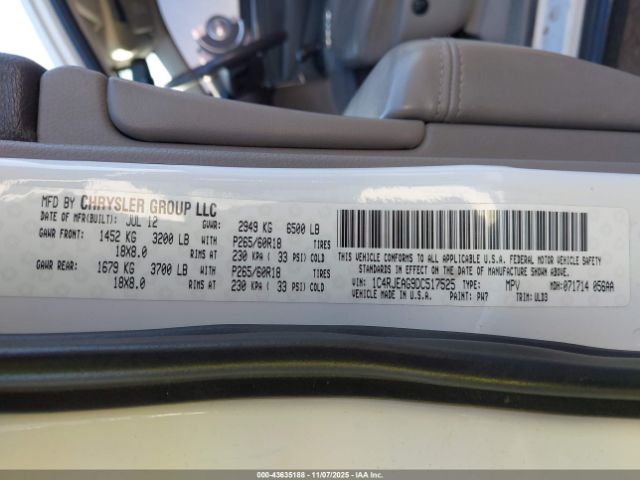 MFD BY CHRYSLER GROUP LLC
DATE OF MFR(BUILT): JUL 12 GVWR: 2949 KG 6500 LB
GAWR FRONT: 1452 KG 3200 LB WITH P265/60R18 TIRES
18X8.0 RIMS AT 230 KPA ( 33 PSI) COLD
GAWR REAR: 1679 KG 3700 LB WITH P265/60R18 TIRES
18X8.0 RIMS AT 230 KPA ( 33 PSI) COLD
THIS VEHICLE CONFORMS TO ALL APPLICABLE U.S.A. FEDERAL MOTOR VEHICLE SAFETY
STANDARDS IN EFFECT ON THE DATE OF MANUFACTURE SHOWN ABOVE.
VIN: 1C4RJEAG9DC517525 TYPE: MPV MDH:071714 056AA
VEHICLE MADE IN U.S.A. PAINT: PW7 TRIM: ULD3
000-43635188 - 11/07/2025 - IAAI.com